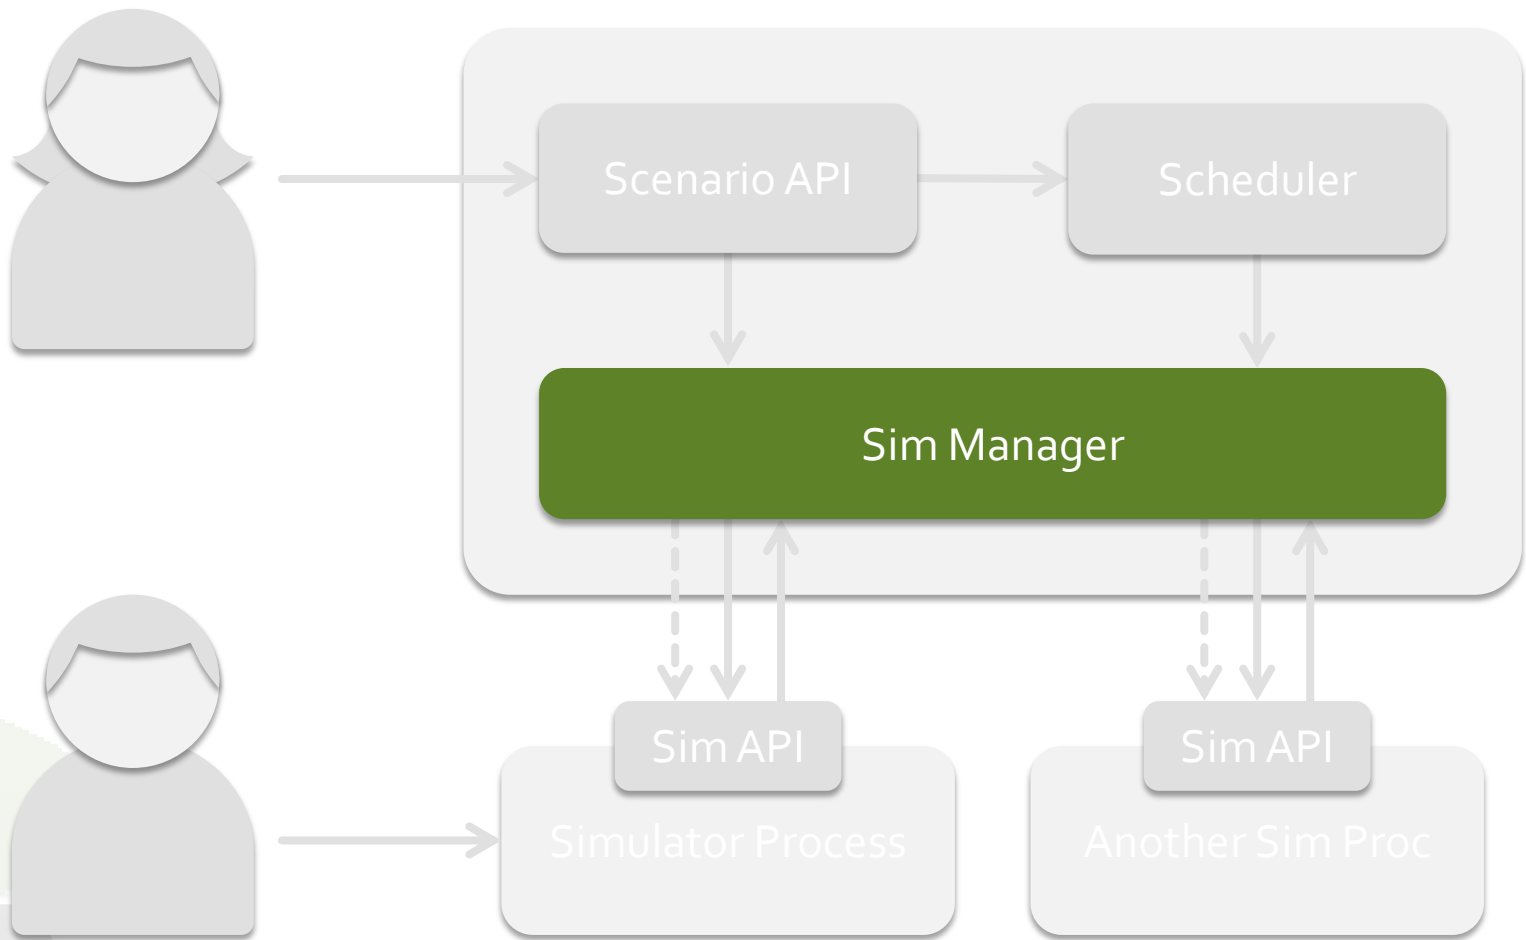 Scenario API
Scheduler
Sim Manager
Sim API
Sim API
Simulator Process
Another Sim Proc